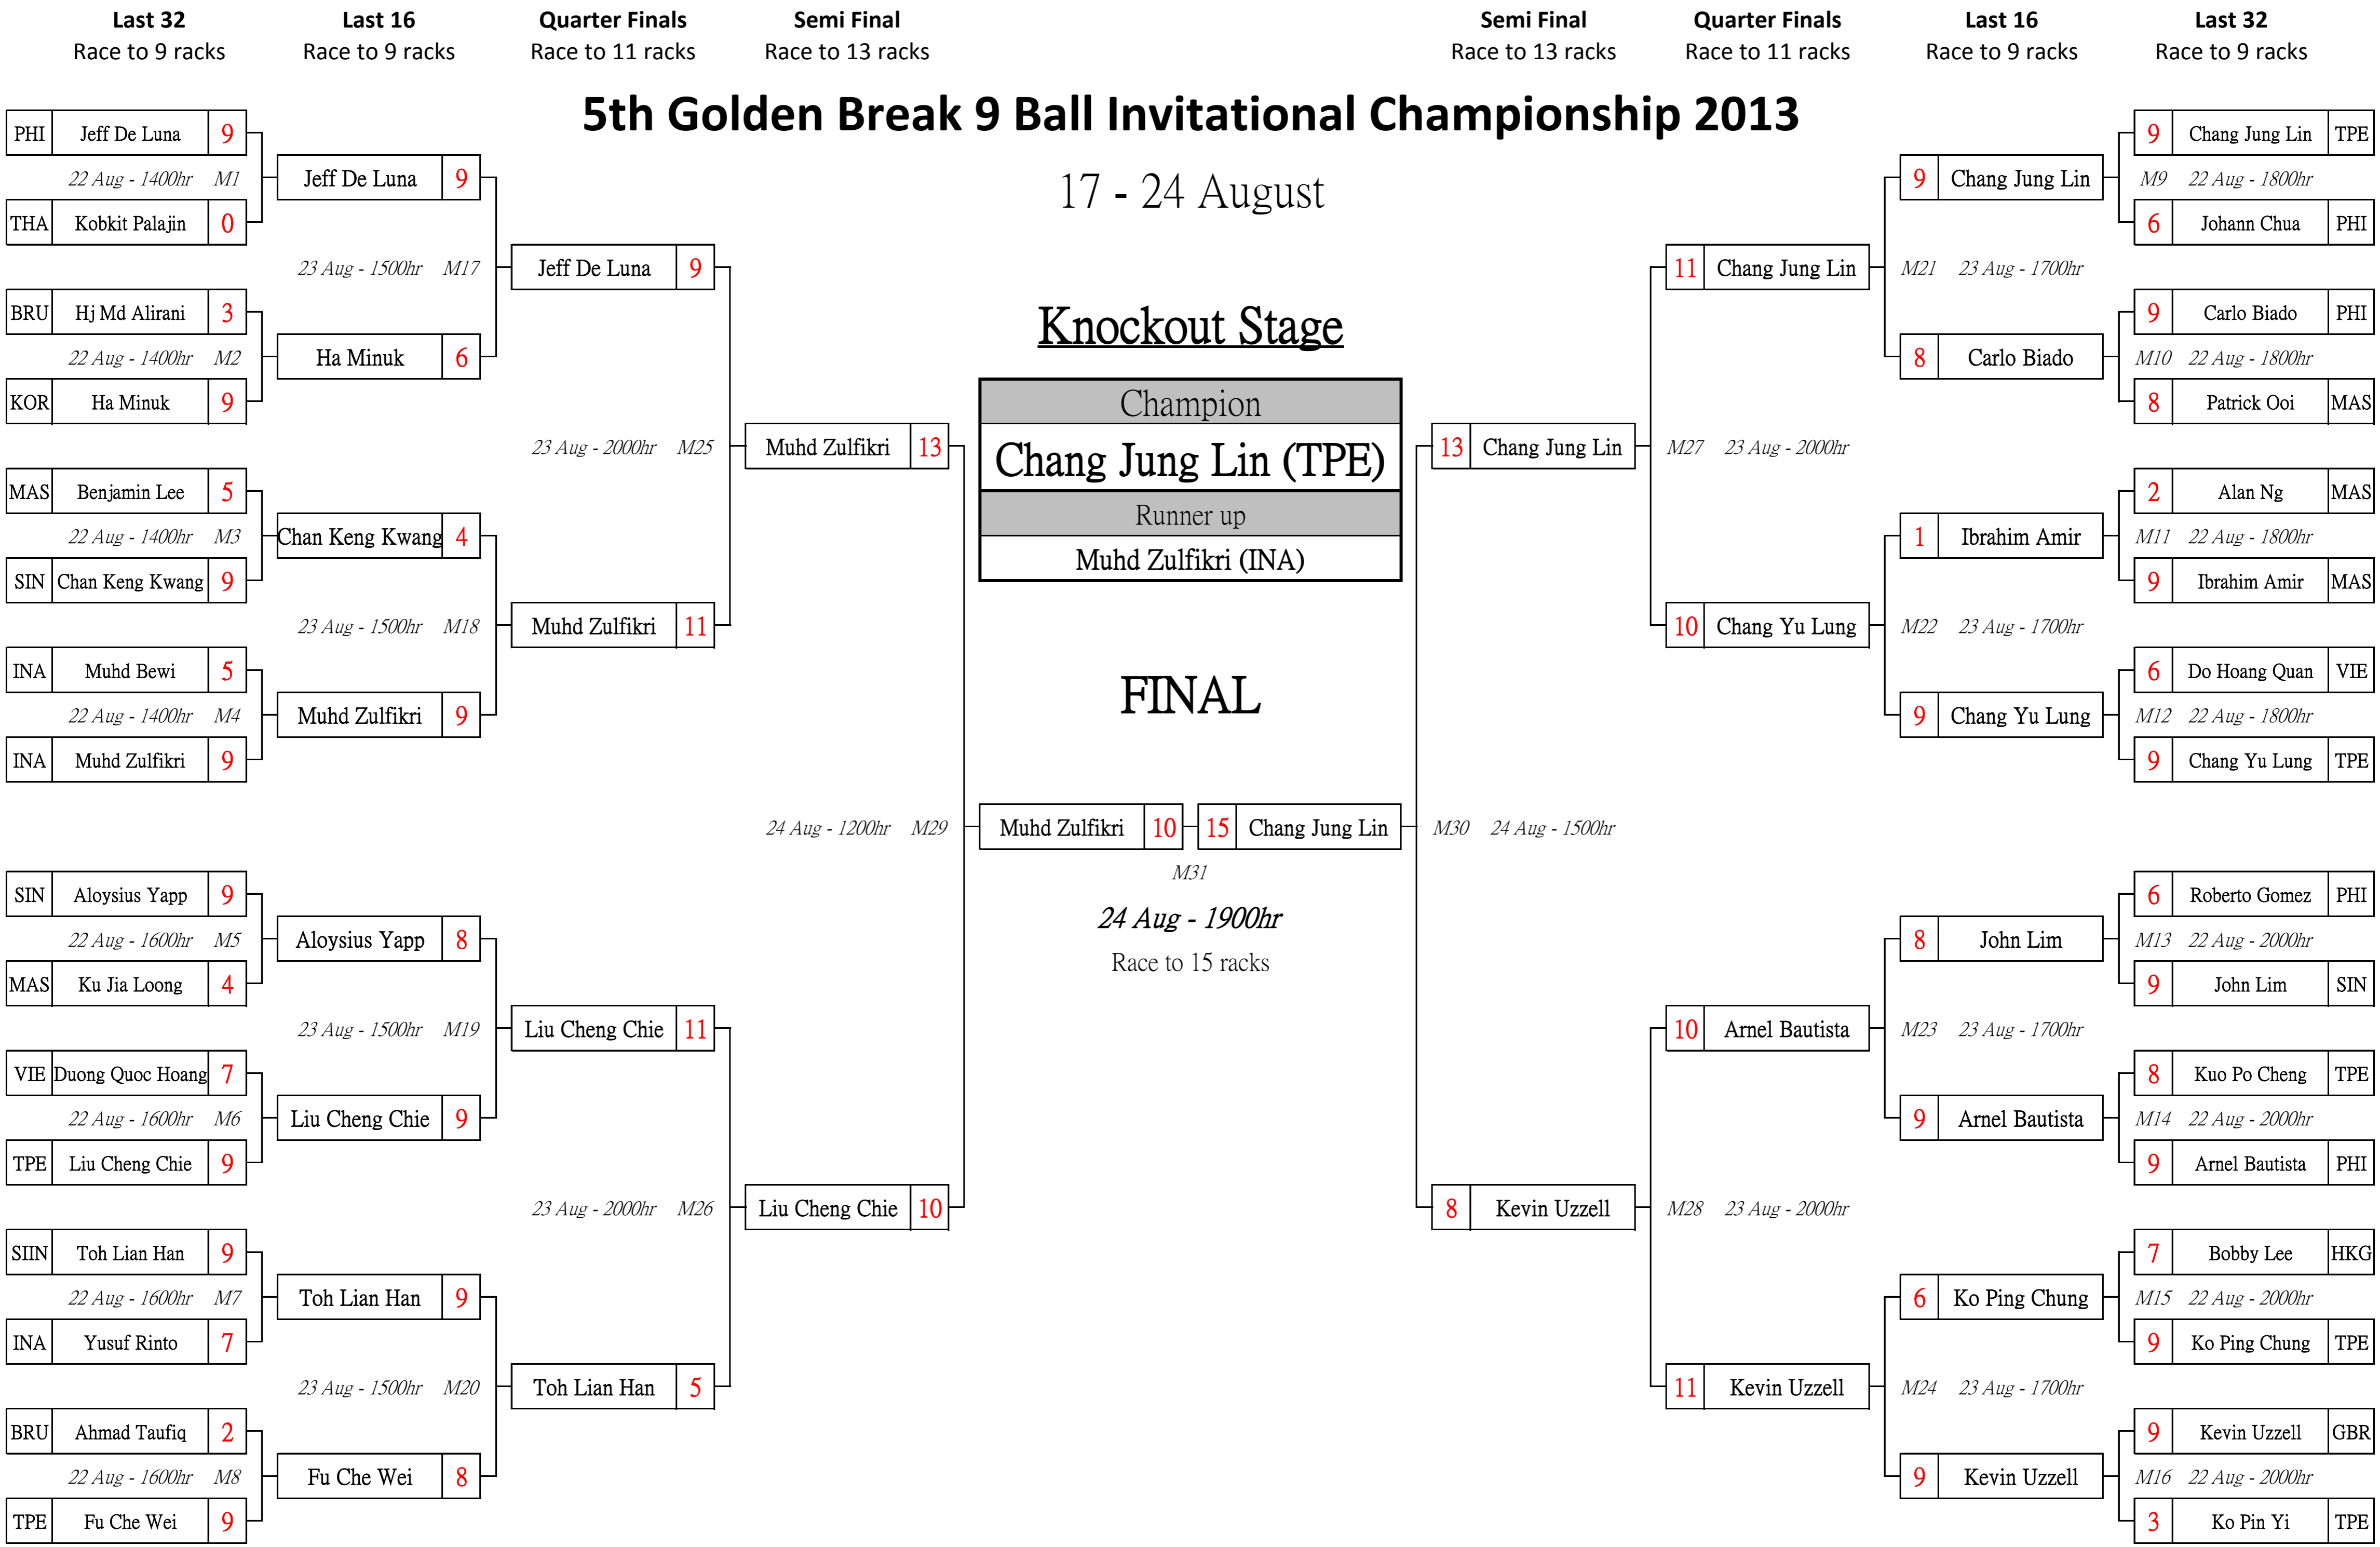 Last 32 Last 16 Quarter Finals Semi Final Semi Final Quarter Finals Last 16 Last 32
Race to 9 racks Race to 9 racks Race to 11 racks Race to 13 racks Race to 13 racks Race to 11 racks Race to 9 racks Race to 9 racks
5th Golden Break 9 Ball Invitational Championship 2013
17 - 24 August
Knockout Stage
Champion
Chang Jung Lin (TPE)
Runner up
Muhd Zulfikri (INA)
FINAL
PHI Jeff De Luna 9
22 Aug - 1400hr M1
THA Kobkit Palajin 0
BRU Hj Md Alirani 3
22 Aug - 1400hr M2
KOR Ha Minuk 9
MAS Benjamin Lee 5
22 Aug - 1400hr M3
SIN Chan Keng Kwang 9
INA Muhd Bewi 5
22 Aug - 1400hr M4
INA Muhd Zulfikri 9
SIN Aloysius Yapp 9
22 Aug - 1600hr M5
MAS Ku Jia Loong 4
VIE Duong Quoc Hoang 7
22 Aug - 1600hr M6
TPE Liu Cheng Chie 9
SIIN Toh Lian Han 9
22 Aug - 1600hr M7
INA Yusuf Rinto 7
BRU Ahmad Taufiq 2
22 Aug - 1600hr M8
TPE Fu Che Wei 9
Jeff De Luna 9
23 Aug - 1500hr M17
Ha Minuk 6
Chan Keng Kwang 4
23 Aug - 1500hr M18
Muhd Zulfikri 9
Aloysius Yapp 8
23 Aug - 1500hr M19
Liu Cheng Chie 9
Toh Lian Han 9
23 Aug - 1500hr M20
Fu Che Wei 8
Jeff De Luna 9
23 Aug - 2000hr M25
Muhd Zulfikri 11
Liu Cheng Chie 11
23 Aug - 2000hr M26
Toh Lian Han 5
Muhd Zulfikri 13
24 Aug - 1200hr M29
Liu Cheng Chie 10
Muhd Zulfikri 10 15 Chang Jung Lin
M31
24 Aug - 1900hr
Race to 15 racks
13 Chang Jung Lin
M30 24 Aug - 1500hr
8 Kevin Uzzell
11 Chang Jung Lin
M27 23 Aug - 2000hr
10 Chang Yu Lung
10 Arnel Bautista
M28 23 Aug - 2000hr
11 Kevin Uzzell
9 Chang Jung Lin
M21 23 Aug - 1700hr
8 Carlo Biado
1 Ibrahim Amir
M22 23 Aug - 1700hr
9 Chang Yu Lung
8 John Lim
M23 23 Aug - 1700hr
9 Arnel Bautista
6 Ko Ping Chung
M24 23 Aug - 1700hr
9 Kevin Uzzell
9 Chang Jung Lin TPE
M9 22 Aug - 1800hr
6 Johann Chua PHI
9 Carlo Biado PHI
M10 22 Aug - 1800hr
8 Patrick Ooi MAS
2 Alan Ng MAS
M11 22 Aug - 1800hr
9 Ibrahim Amir MAS
6 Do Hoang Quan VIE
M12 22 Aug - 1800hr
9 Chang Yu Lung TPE
6 Roberto Gomez PHI
M13 22 Aug - 2000hr
9 John Lim SIN
8 Kuo Po Cheng TPE
M14 22 Aug - 2000hr
9 Arnel Bautista PHI
7 Bobby Lee HKG
M15 22 Aug - 2000hr
9 Ko Ping Chung TPE
9 Kevin Uzzell GBR
M16 22 Aug - 2000hr
3 Ko Pin Yi TPE